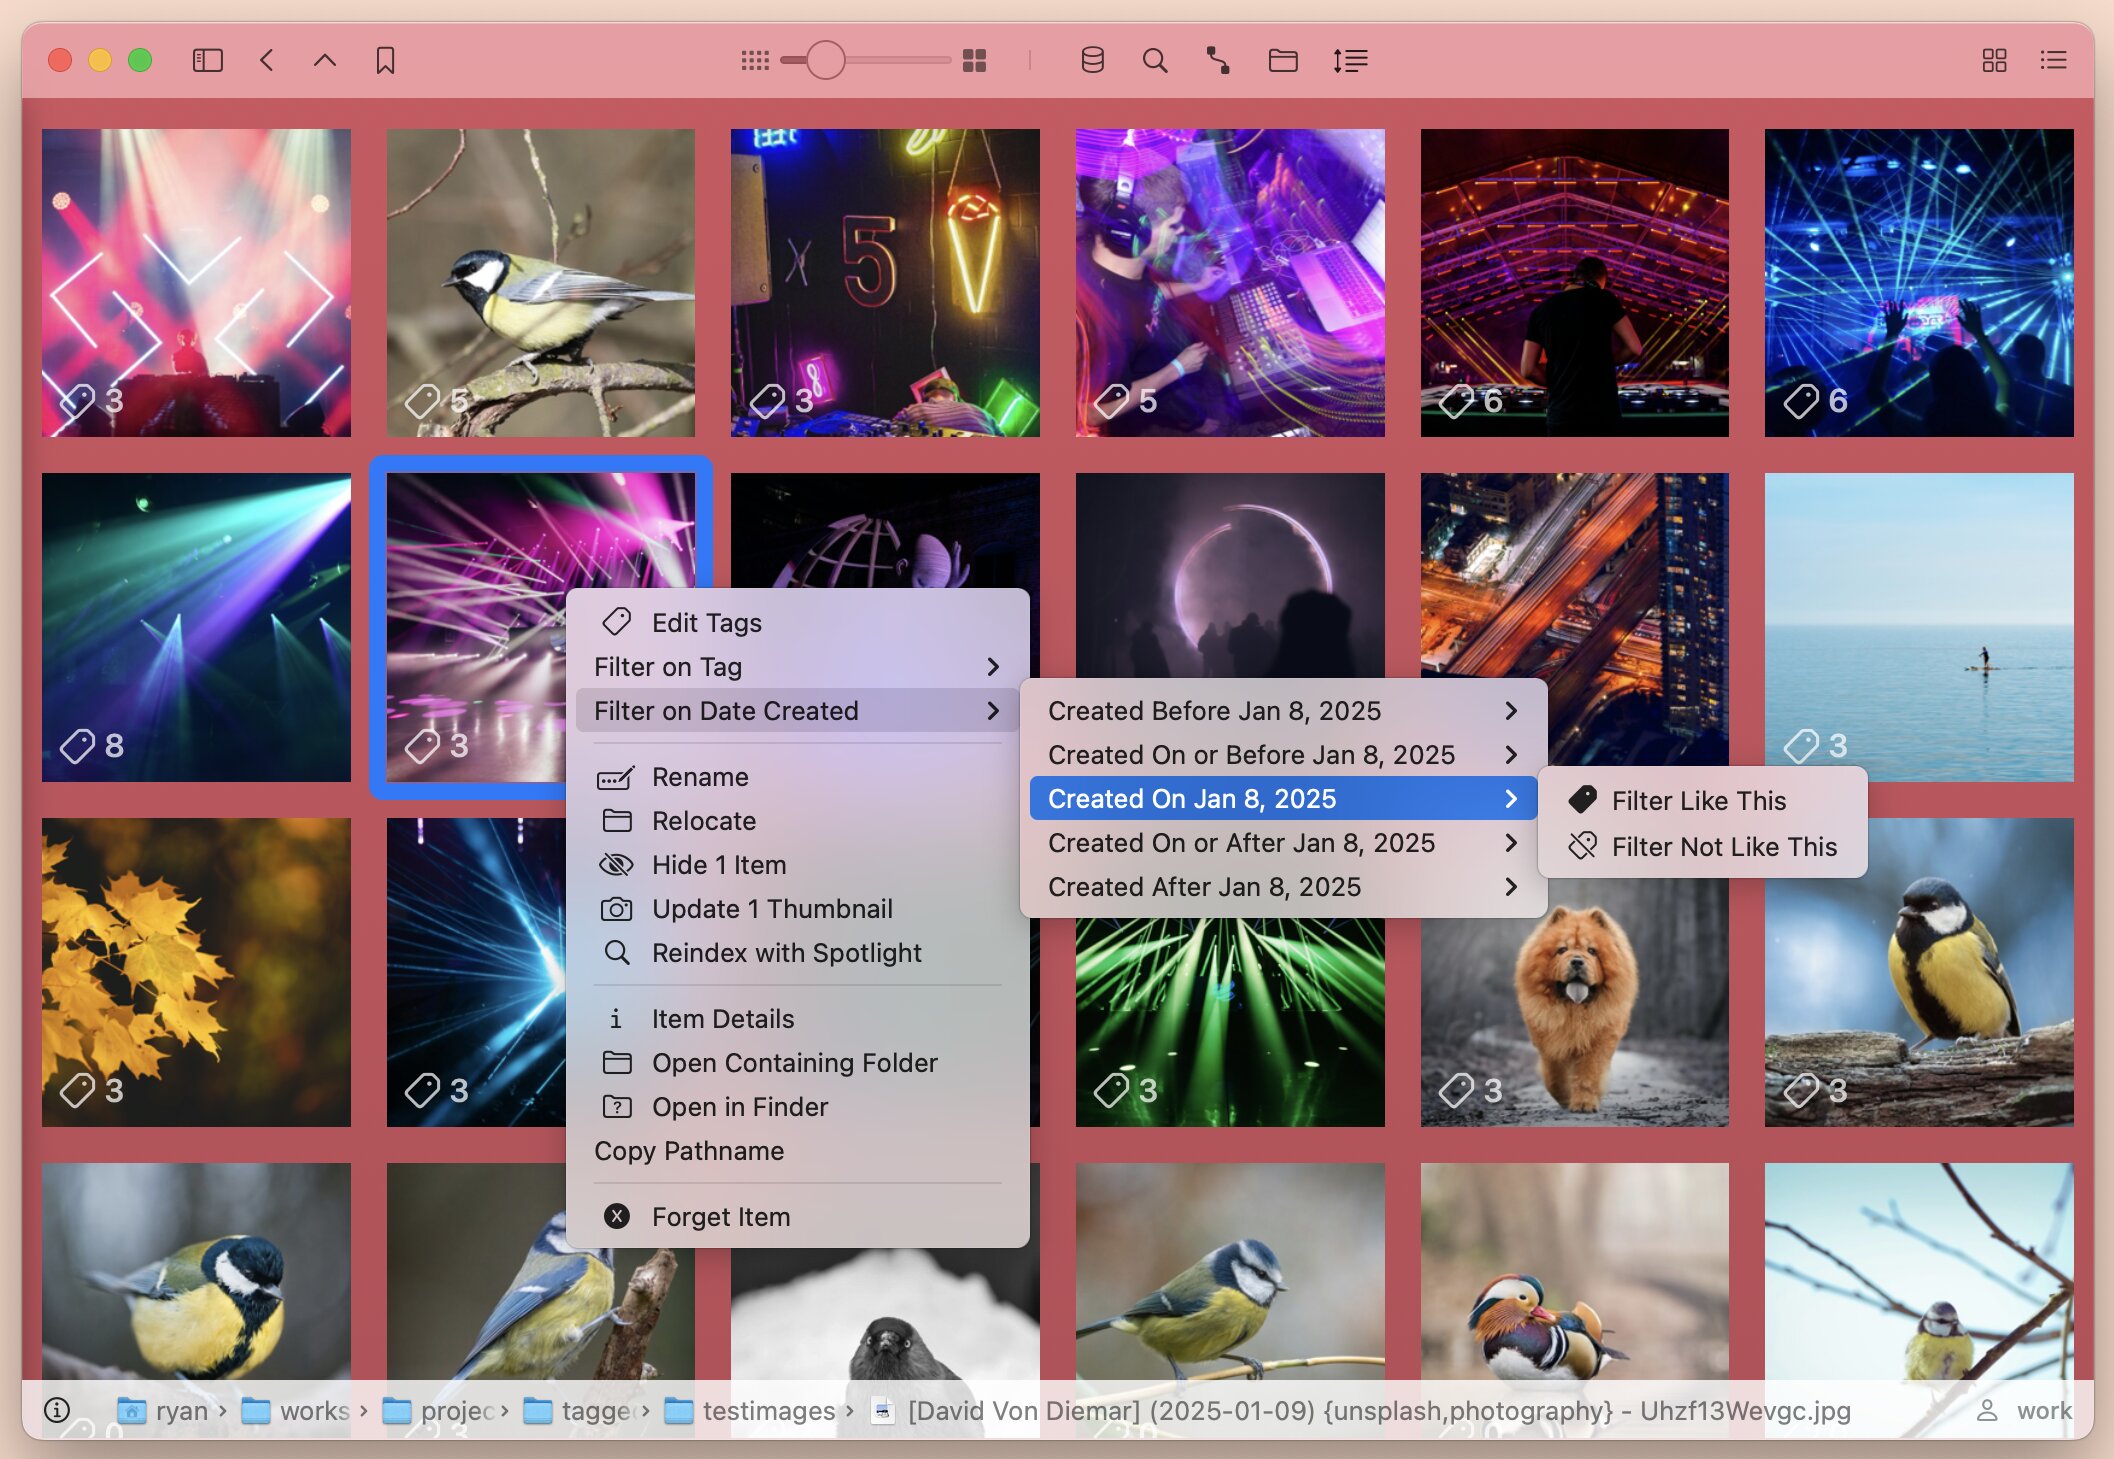 3
5
x 5
8
3
5
6
6
8
3
3
Edit Tags
Filter on Tag
Filter on Date Created
Rename
Relocate
Hide 1 Item
Update 1 Thumbnail
Reindex with Spotlight
Item Details
Open Containing Folder
Open in Finder
Copy Pathname
Forget Item
Created Before Jan 8, 2025
Created On or Before Jan 8, 2025
Created On Jan 8, 2025
Created On or After Jan 8, 2025
Created After Jan 8, 2025
Filter Like This
Filter Not Like This
3
3
3
3
3
ryan › works › projec › tagge › testimages › [David Von Diemar] (2025-01-09) {unsplash,photography} - Uhzf13Wevgc.jpg
work